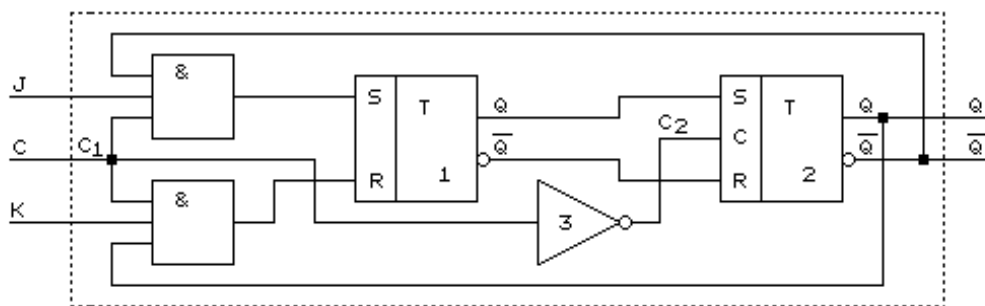 &
J
S T Q S T Q Q
C₂
C C₁ Q̅ C Q̅ Q̅
&
R 1 R 2
K 3